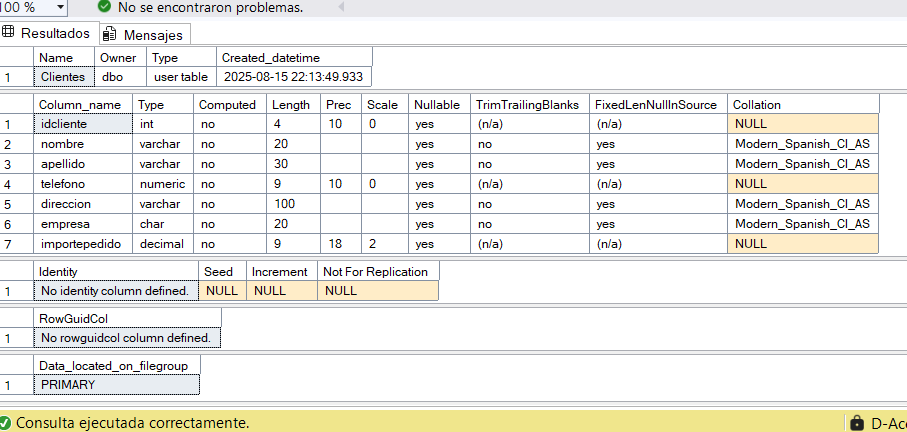 100 %
No se encontraron problemas.
Resultados Mensajes
Name Owner Type Created_datetime
1 Clientes dbo user table 2025-08-15 22:13:49.933
Column_name Type Computed Length Prec Scale Nullable TrimTrailingBlanks FixedLenNullInSource Collation
1 idcliente int no 4 10 0 yes (n/a) (n/a) NULL
2 nombre varchar no 20 yes no yes Modern_Spanish_CI_AS
3 apellido varchar no 30 yes no yes Modern_Spanish_CI_AS
4 telefono numeric no 9 10 0 yes (n/a) (n/a) NULL
5 direccion varchar no 100 yes no yes Modern_Spanish_CI_AS
6 empresa char no 20 yes no yes Modern_Spanish_CI_AS
7 importepedido decimal no 9 18 2 yes (n/a) (n/a) NULL
Identity Seed Increment Not For Replication
1 No identity column defined. NULL NULL NULL
RowGuidCol
1 No rowguidcol column defined.
Data_located_on_filegroup
1 PRIMARY
Consulta ejecutada correctamente.